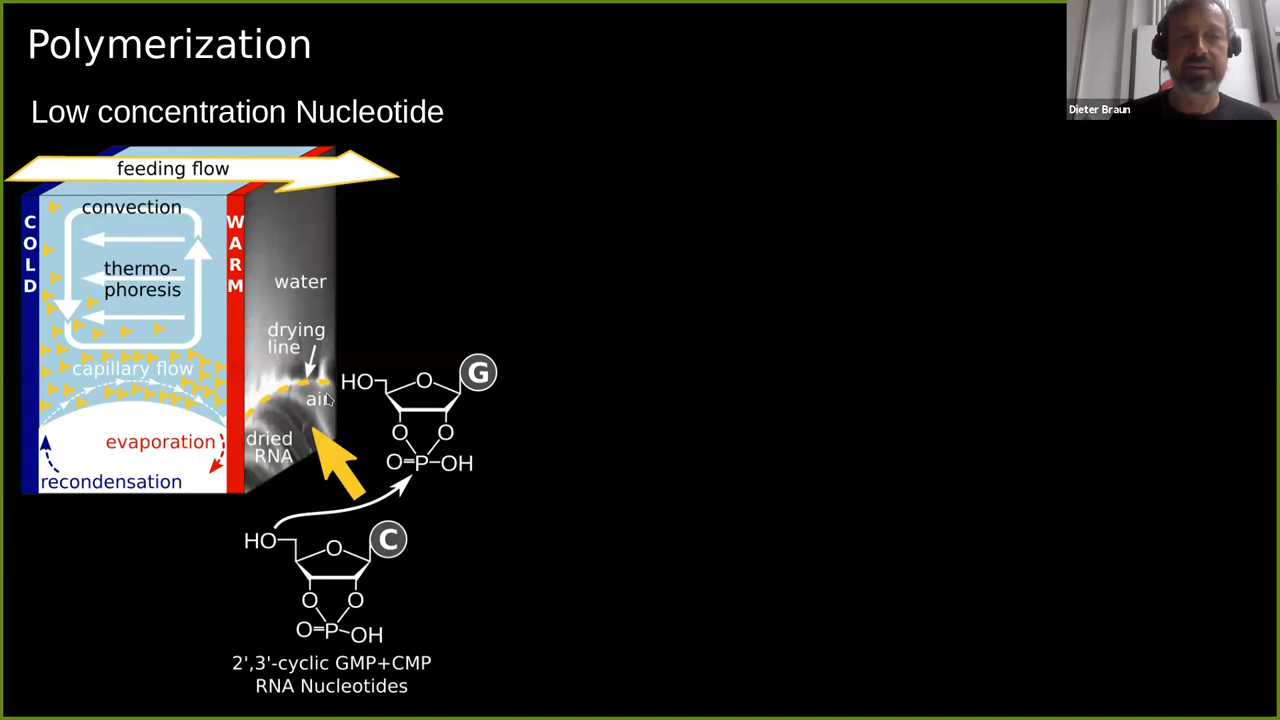 Polymerization
Dieter Braun
Low concentration Nucleotide
feeding flow
convection
COLD
WARM
thermo-
phoresis
water
drying
line
capillary flow
air
evaporation
dried
RNA
recondensation
HO
O
G
O
O
O=P-OH
HO
O
C
O
O
O=P-OH
2',3'-cyclic GMP+CMP
RNA Nucleotides